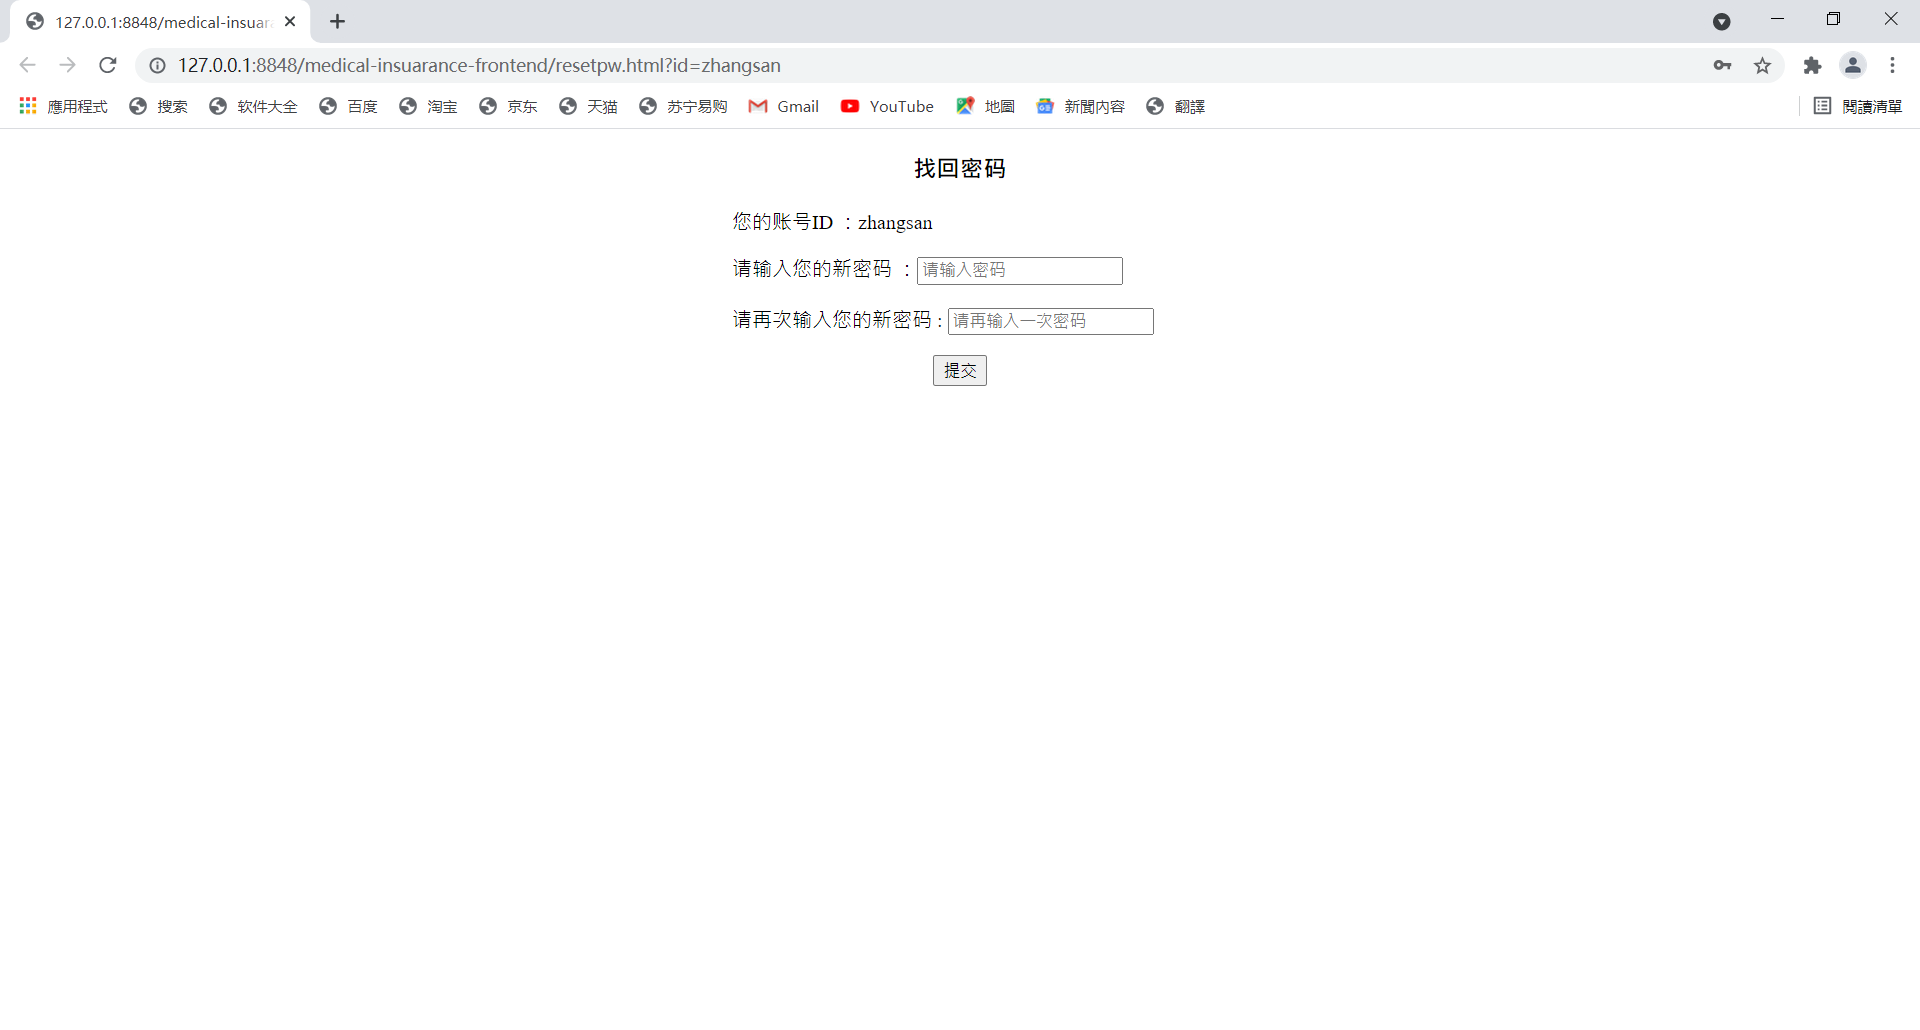 127.0.0.1:8848/medical-insuara
127.0.0.1:8848/medical-insuarance-frontend/resetpw.html?id=zhangsan
應用程式 搜索 软件大全 百度 淘宝 京东 天猫 苏宁易购 Gmail YouTube 地圖 新聞內容 翻譯 閱讀清單
找回密码
您的账号ID ：zhangsan
请输入您的新密码 ： 请输入密码
请再次输入您的新密码 : 请再输入一次密码
提交